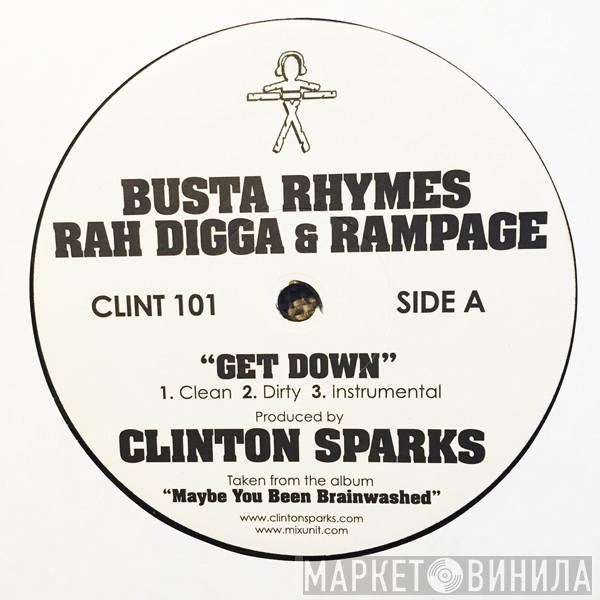 BUSTA RHYMES
RAH DIGGA & RAMPAGE
CLINT 101 SIDE A
“GET DOWN”
1. Clean 2. Dirty 3. Instrumental
Produced by
CLINTON SPARKS
Taken from the album
“Maybe You Been Brainwashed”
www.clintonsparks.com
www.mixunit.com
МАРКЕТ ВИНИЛА